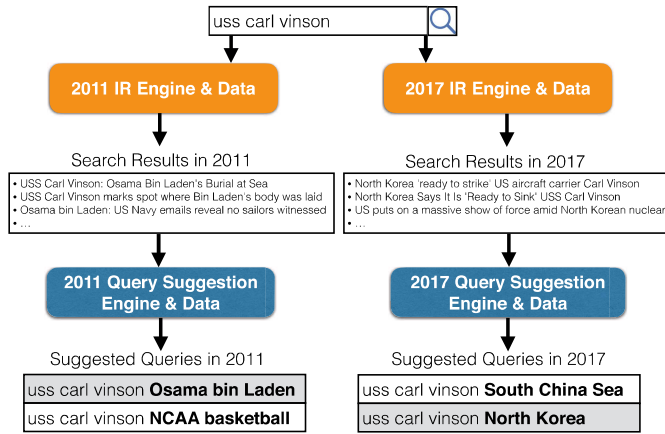 uss carl vinson
2011 IR Engine & Data
2017 IR Engine & Data
Search Results in 2011
• USS Carl Vinson: Osama Bin Laden's Burial at Sea
• USS Carl Vinson marks spot where Bin Laden's body was laid
• Osama bin Laden: US Navy emails reveal no sailors witnessed
• ...
Search Results in 2017
• North Korea 'ready to strike' US aircraft carrier Carl Vinson
• North Korea Says It Is 'Ready to Sink' USS Carl Vinson
• US puts on a massive show of force amid North Korean nuclear
• ...
2011 Query Suggestion
Engine & Data
2017 Query Suggestion
Engine & Data
Suggested Queries in 2011
uss carl vinson Osama bin Laden
uss carl vinson NCAA basketball
Suggested Queries in 2017
uss carl vinson South China Sea
uss carl vinson North Korea